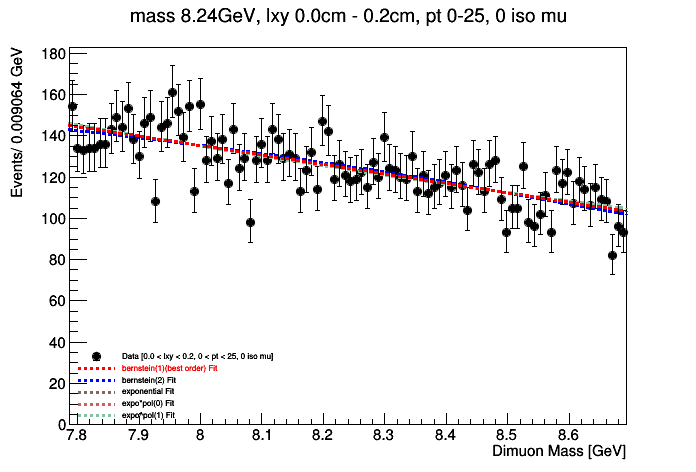 mass 8.24GeV, lxy 0.0cm - 0.2cm, pt 0-25, 0 iso mu
Events/ 0.009064 GeV
180
160
140
120
100
80
60
40
20
0
Data [0.0 < lxy < 0.2, 0 < pt < 25, 0 iso mu]
bernstein(1)(best order) Fit
bernstein(2) Fit
exponential Fit
expo*pol(0) Fit
expo*pol(1) Fit
7.8 7.9 8 8.1 8.2 8.3 8.4 8.5 8.6
Dimuon Mass [GeV]